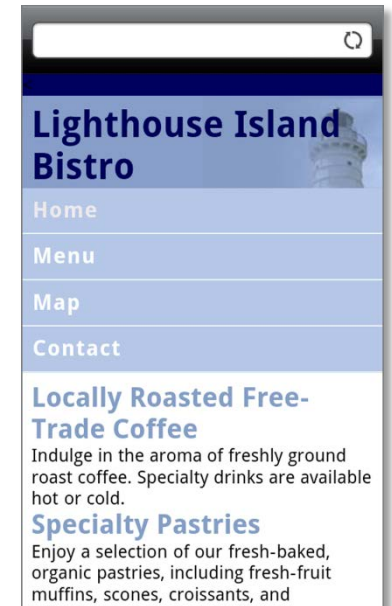 Lighthouse Island
Bistro
Home
Menu
Map
Contact
Locally Roasted Free-
Trade Coffee
Indulge in the aroma of freshly ground
roast coffee. Specialty drinks are available
hot or cold.
Specialty Pastries
Enjoy a selection of our fresh-baked,
organic pastries, including fresh-fruit
muffins, scones, croissants, and